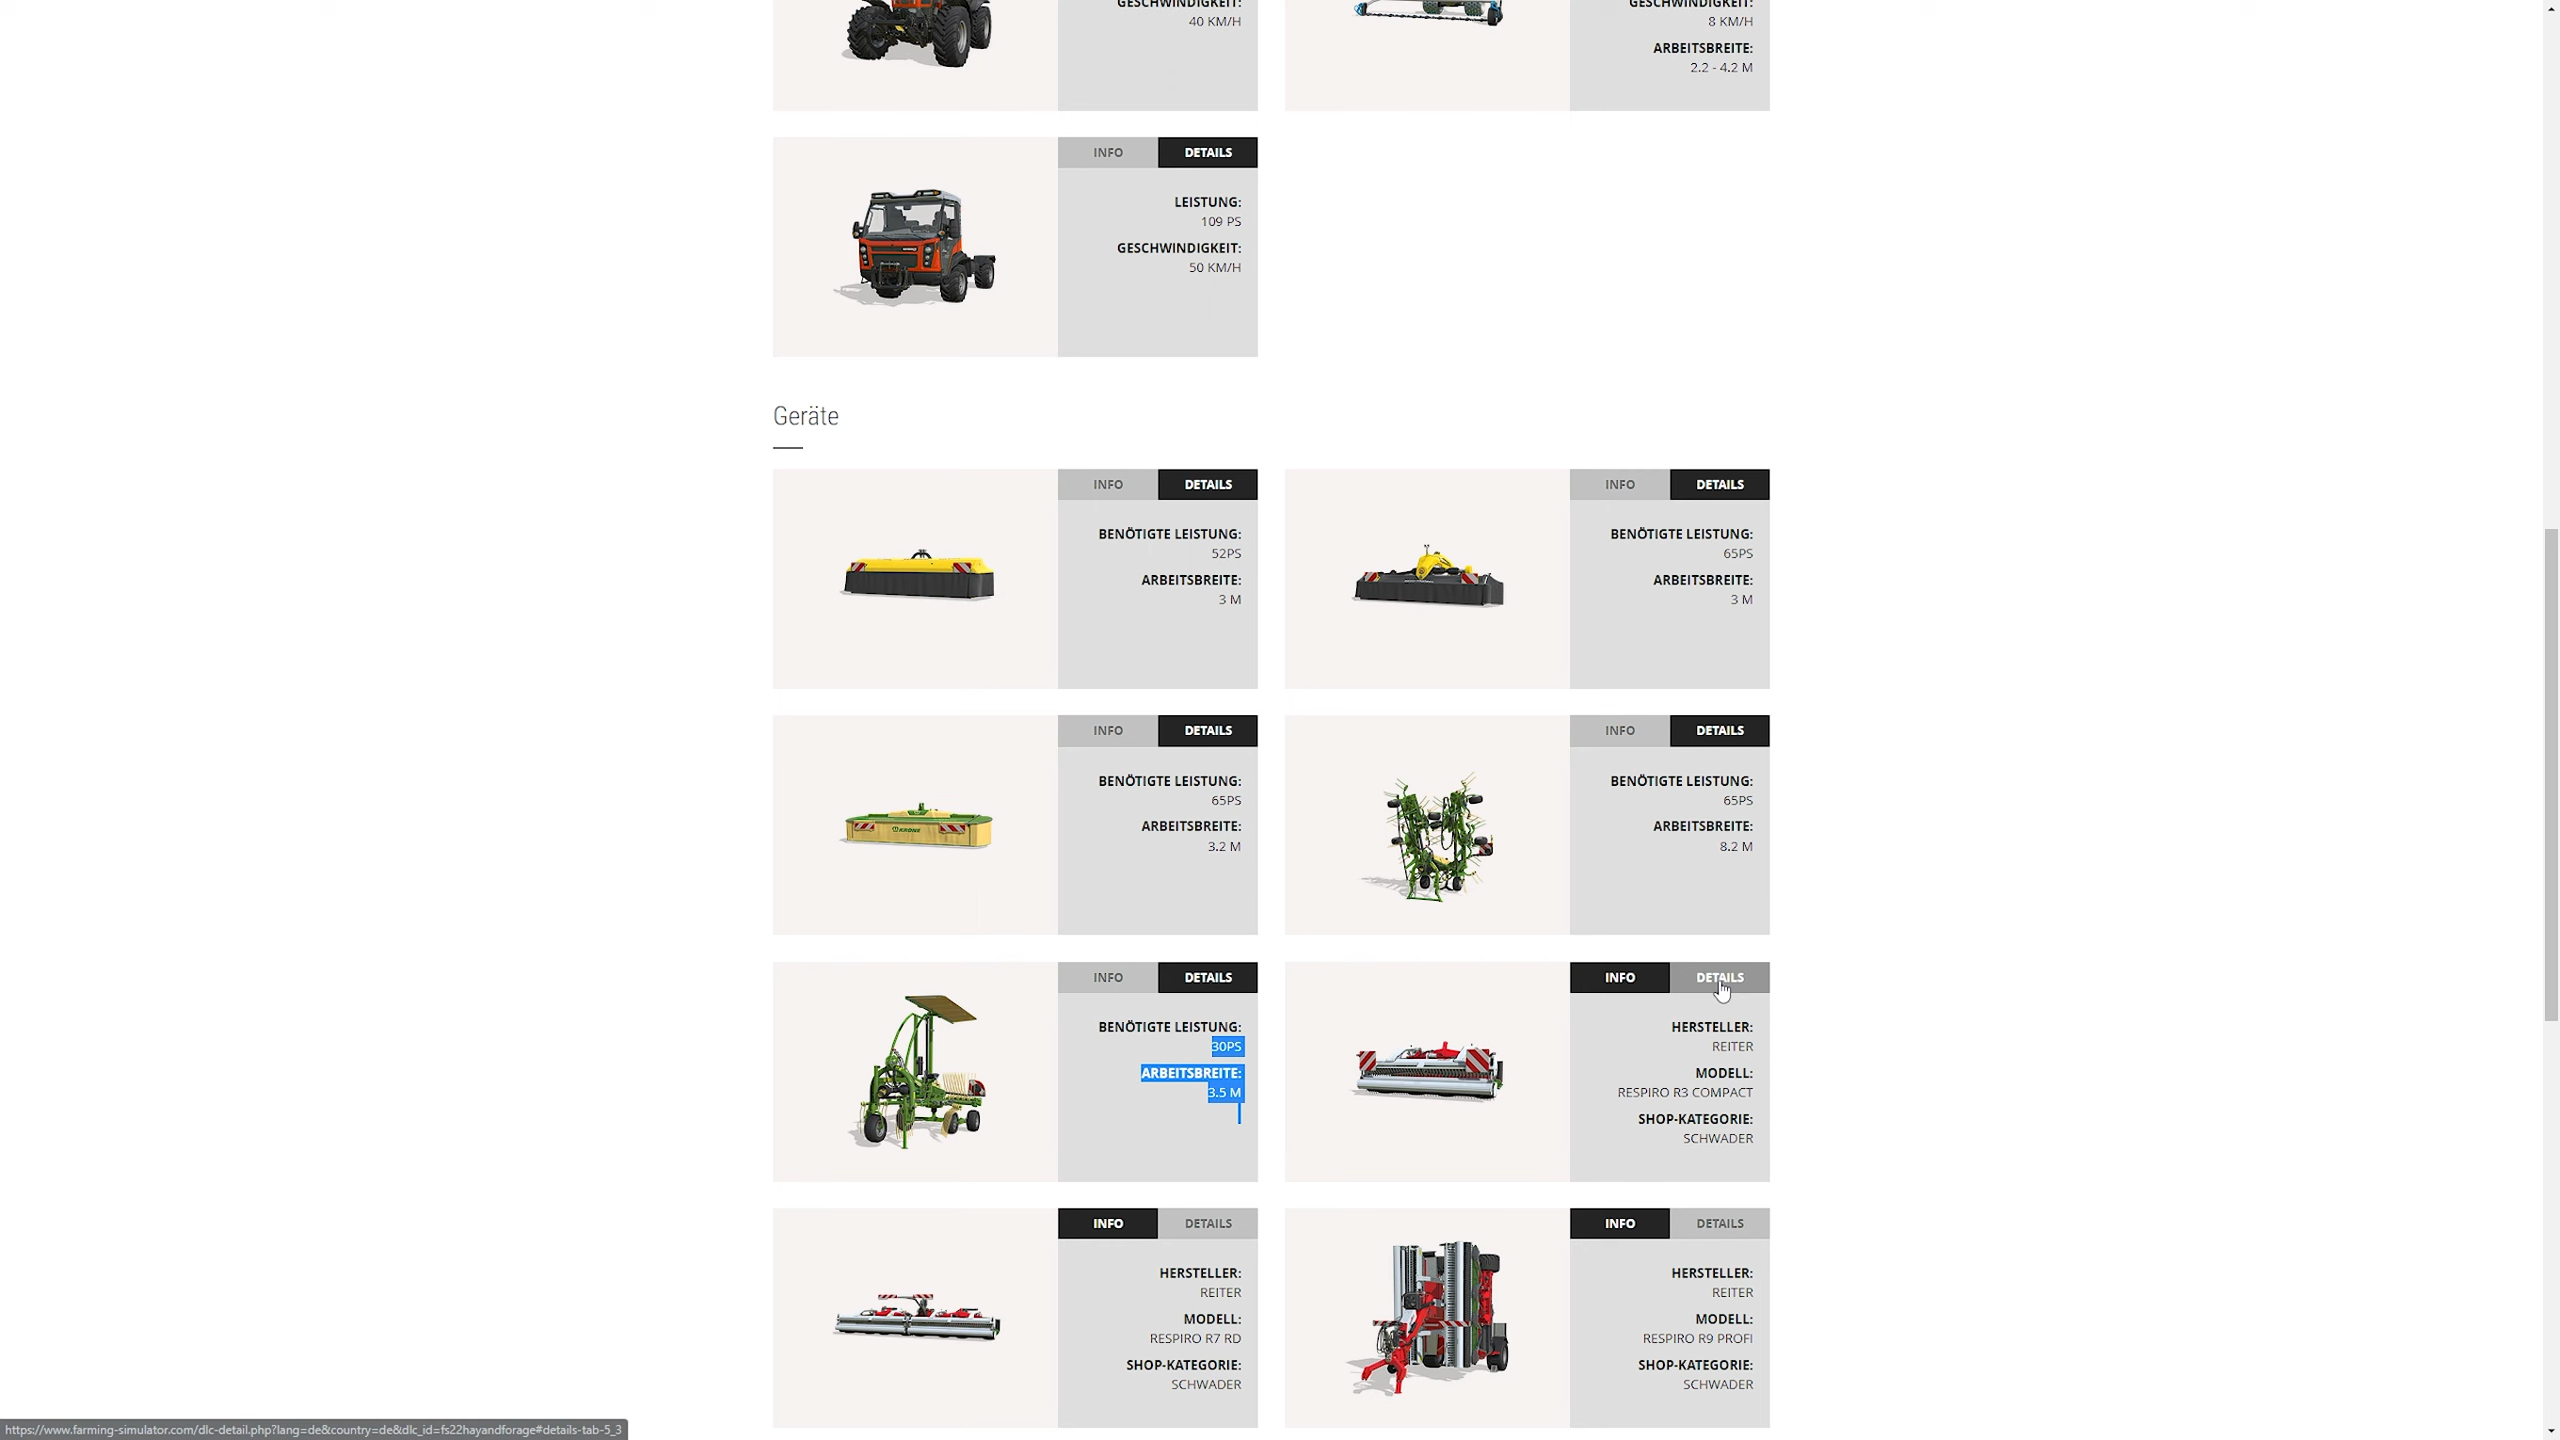 GESCHWINDIGKEIT:
40 KM/H
GESCHWINDIGKEIT:
8 KM/H
ARBEITSBREITE:
2.2 - 4.2 M
INFO
DETAILS
LEISTUNG:
109 PS
GESCHWINDIGKEIT:
50 KM/H
Geräte
INFO
DETAILS
BENÖTIGTE LEISTUNG:
52PS
ARBEITSBREITE:
3 M
INFO
DETAILS
BENÖTIGTE LEISTUNG:
65PS
ARBEITSBREITE:
3 M
INFO
DETAILS
BENÖTIGTE LEISTUNG:
65PS
ARBEITSBREITE:
3.2 M
KRONE
INFO
DETAILS
BENÖTIGTE LEISTUNG:
65PS
ARBEITSBREITE:
8.2 M
INFO
DETAILS
BENÖTIGTE LEISTUNG:
30PS
ARBEITSBREITE:
3.5 M
INFO
DETAILS
HERSTELLER:
REITER
MODELL:
RESPIRO R3 COMPACT
SHOP-KATEGORIE:
SCHWADER
INFO
DETAILS
HERSTELLER:
REITER
MODELL:
RESPIRO R7 RD
SHOP-KATEGORIE:
SCHWADER
INFO
DETAILS
HERSTELLER:
REITER
MODELL:
RESPIRO R9 PROFI
SHOP-KATEGORIE:
SCHWADER
https://www.farming-simulator.com/dlc-detail.php?lang=de&country=de&dlc_id=fs22hayandforage#details-tab-5_3